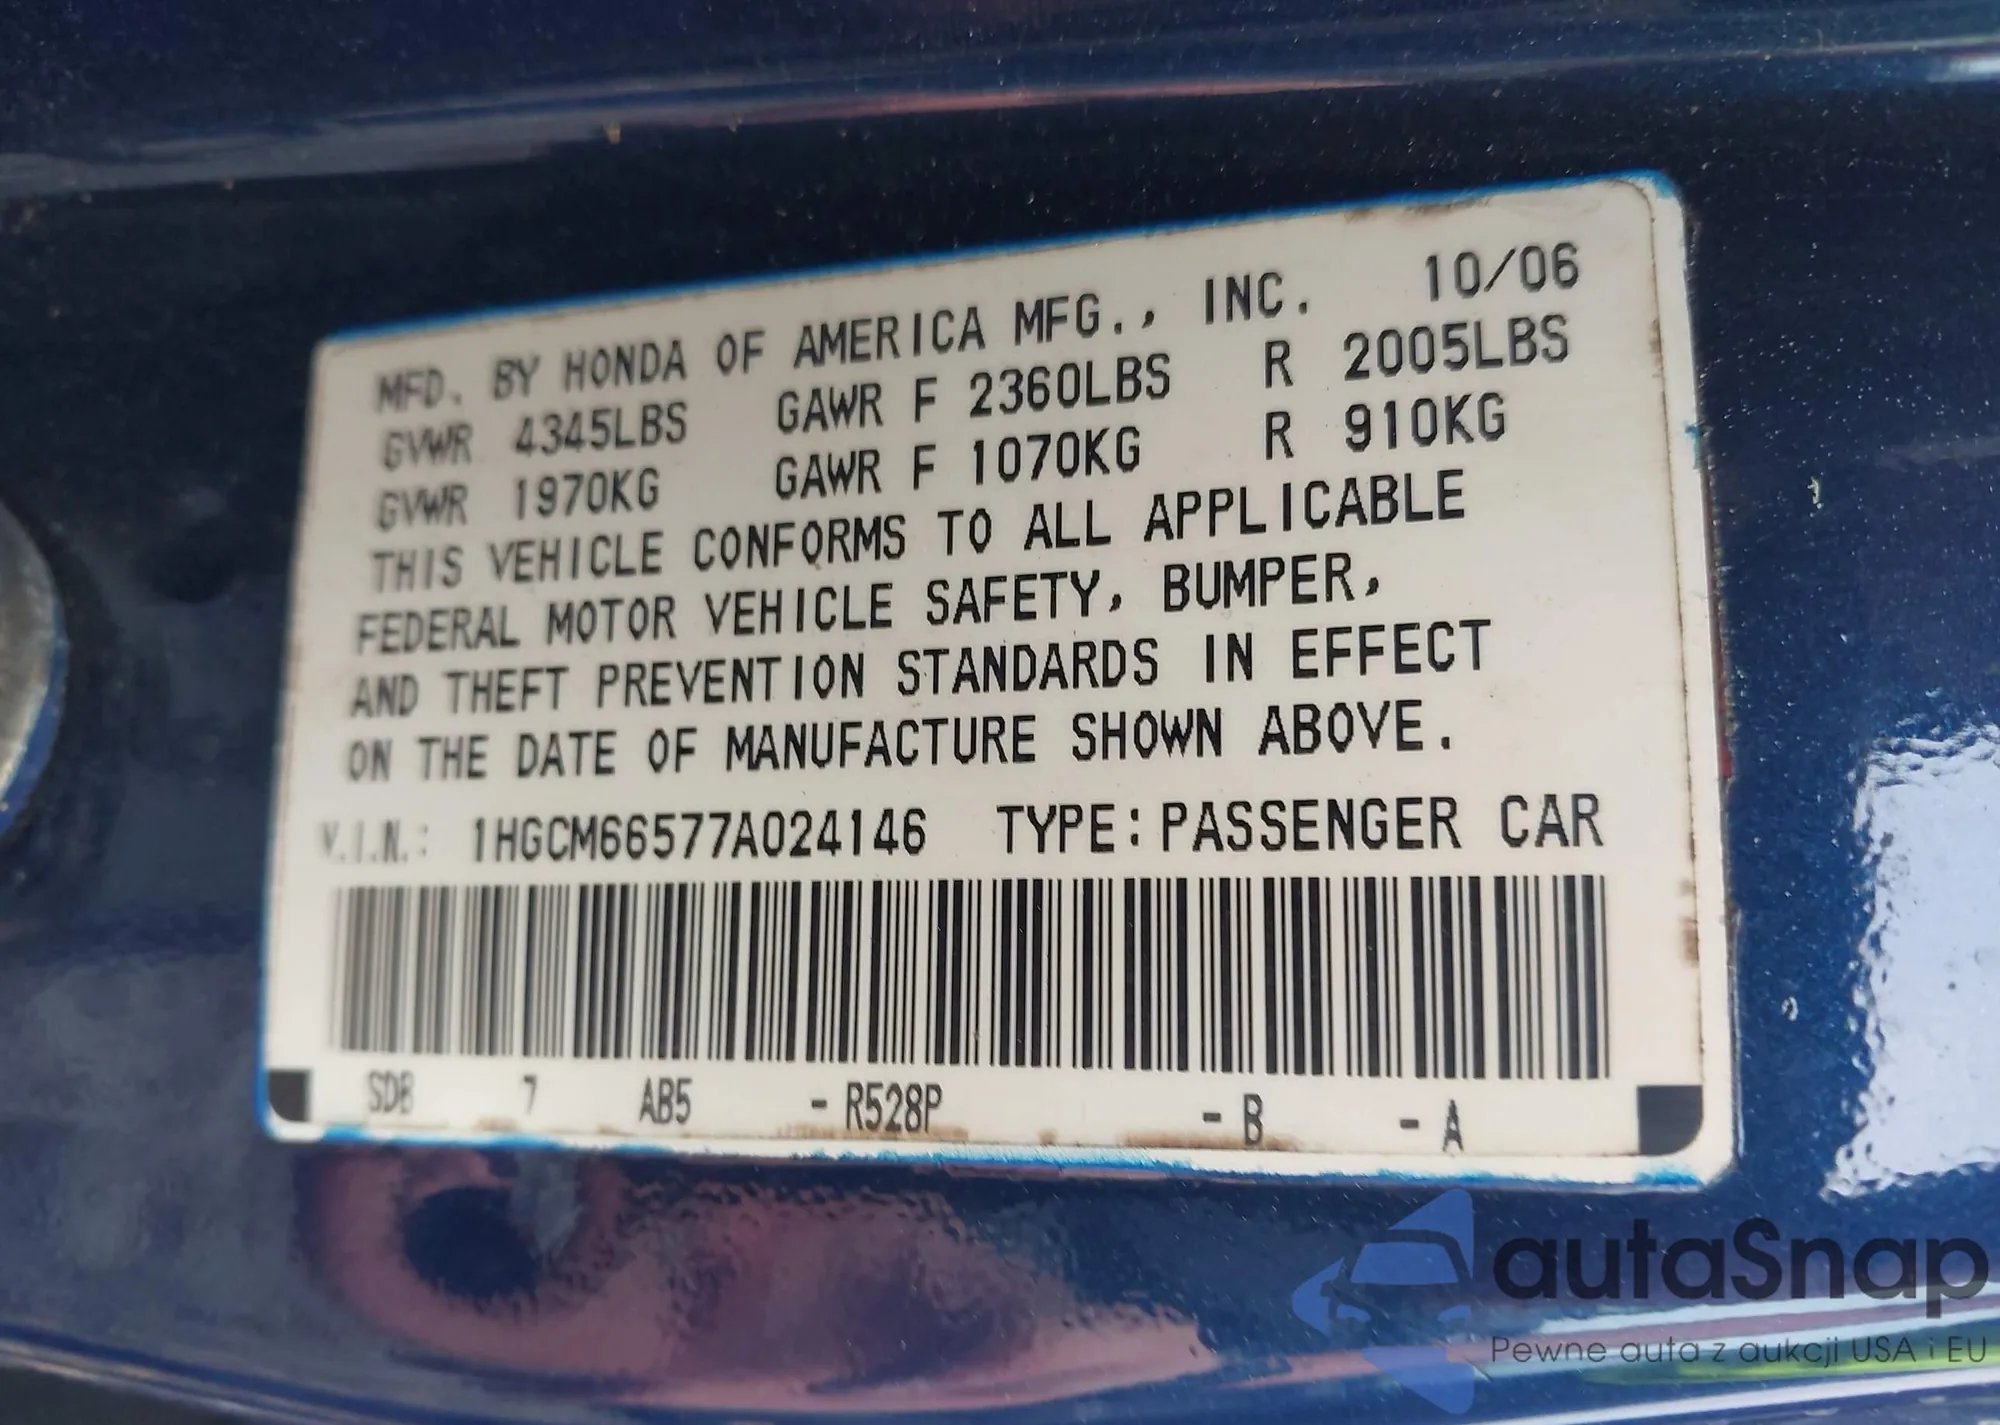 MFD. BY HONDA OF AMERICA MFG., INC. 10/06
GVWR 4345LBS GAWR F 2360LBS R 2005LBS
GVWR 1970KG GAWR F 1070KG R 910KG
THIS VEHICLE CONFORMS TO ALL APPLICABLE
FEDERAL MOTOR VEHICLE SAFETY, BUMPER,
AND THEFT PREVENTION STANDARDS IN EFFECT
ON THE DATE OF MANUFACTURE SHOWN ABOVE.
V.I.N.: 1HGCM66577A024146 TYPE: PASSENGER CAR
SDB 7 AB5 - R528P - B - A
autaSnap
Pewne auta z aukcji USA i EU